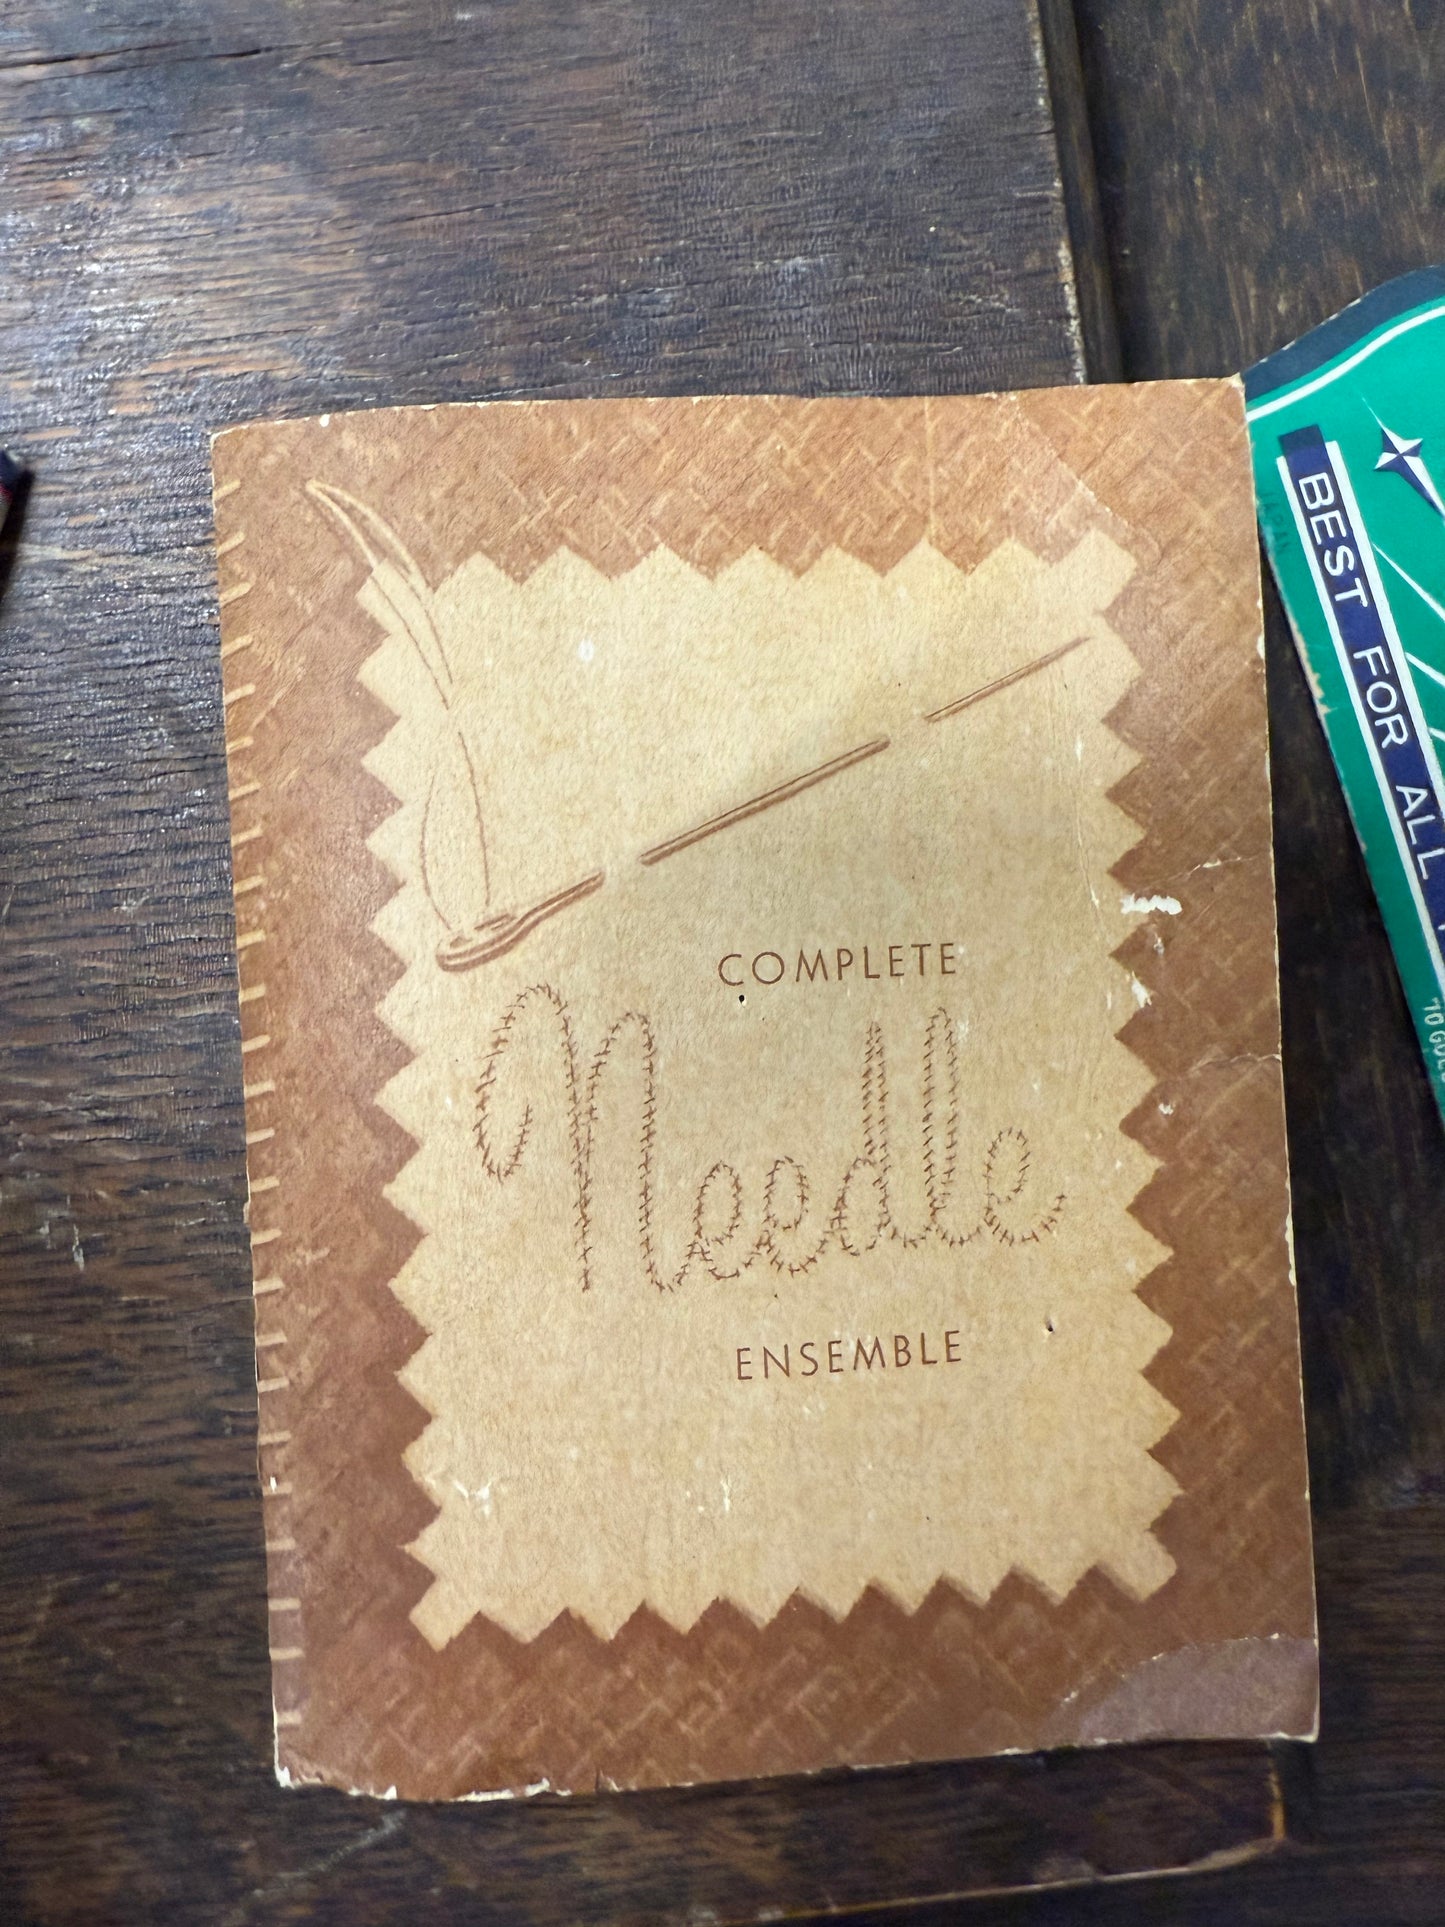 COMPLETE
Needle
ENSEMBLE
BEST FOR ALL
JAPAN